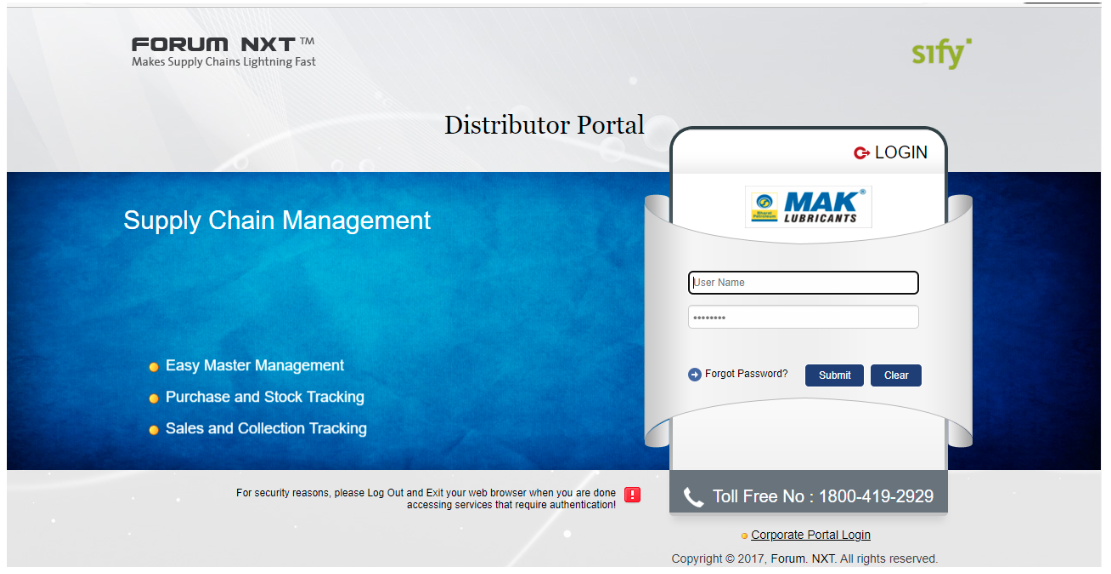 FORUM NXT™
Makes Supply Chains Lightning Fast
sify
Distributor Portal
LOGIN
MAK®
LUBRICANTS
Supply Chain Management
User Name
••••••••
Easy Master Management
Purchase and Stock Tracking
Sales and Collection Tracking
Forgot Password?
Submit
Clear
For security reasons, please Log Out and Exit your web browser when you are done
accessing services that require authentication!
Toll Free No : 1800-419-2929
Corporate Portal Login
Copyright © 2017, Forum. NXT. All rights reserved.